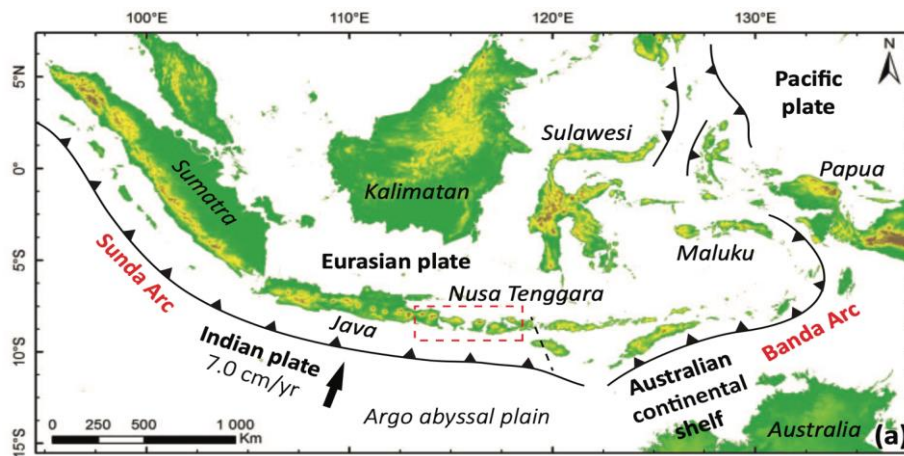 100°E
110°E
120°E
130°E
5°N
0°
5°S
10°S
15°S
N
Pacific
plate
Sulawesi
Papua
Sumatra
Kalimatan
Maluku
Eurasian plate
Sunda Arc
Nusa Tenggara
Java
Banda Arc
Indian plate
7.0 cm/yr
Australian
continental
shelf
Argo abyssal plain
Australia
(a)
0 250 500 1 000
Km